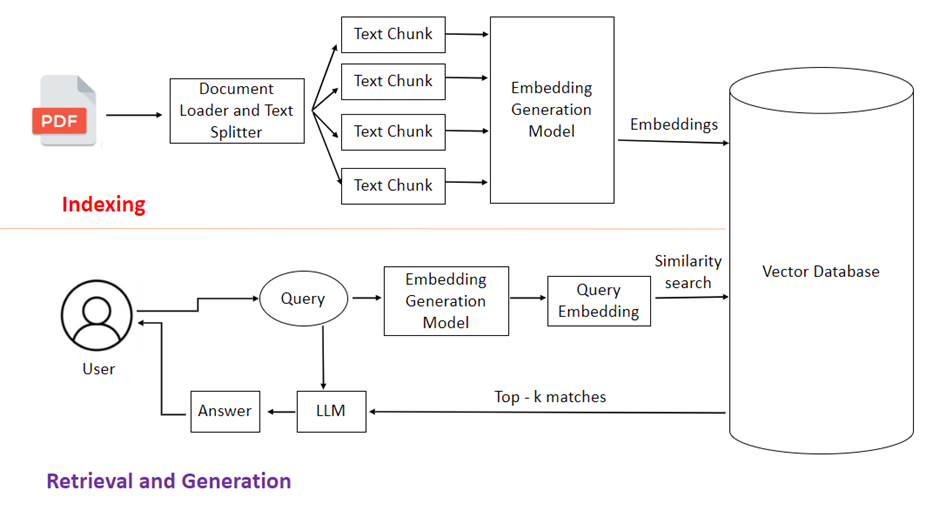 PDF
Document
Loader and Text
Splitter
Text Chunk
Text Chunk
Text Chunk
Text Chunk
Embedding
Generation
Model
Embeddings
Vector Database
Indexing
User
Query
Embedding
Generation
Model
Query
Embedding
Similarity
search
Top - k matches
LLM
Answer
Retrieval and Generation